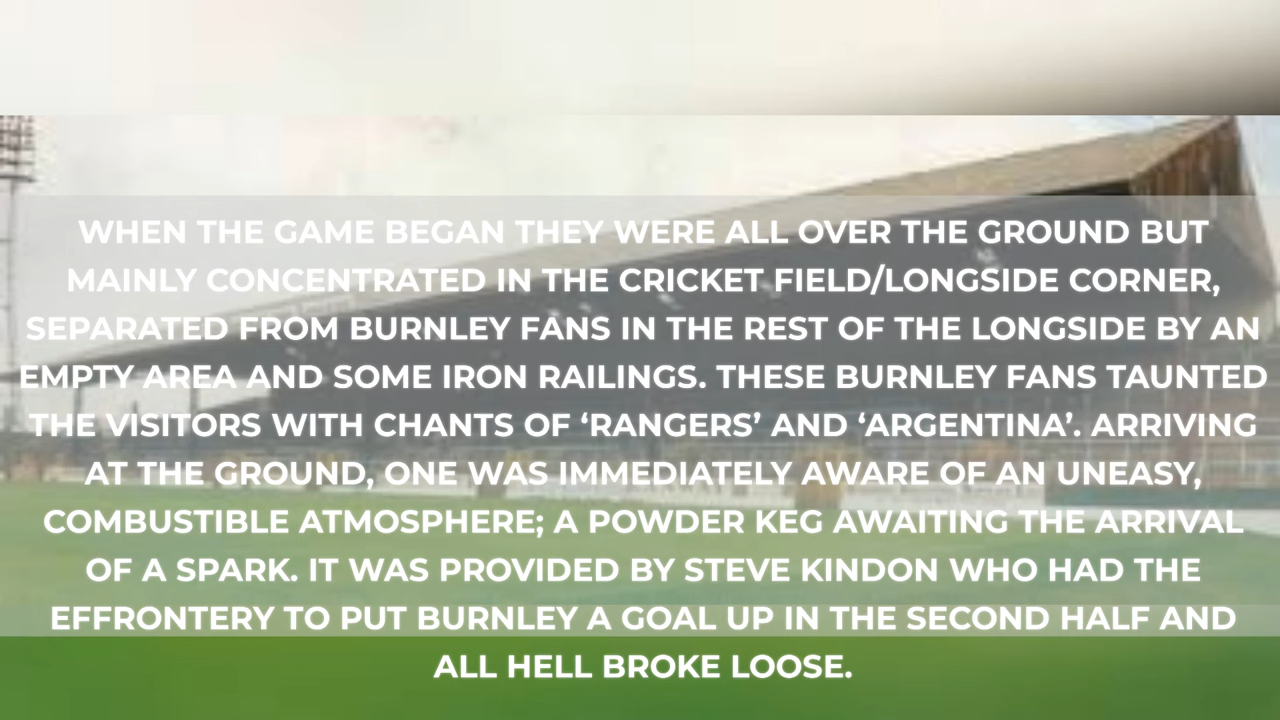 WHEN THE GAME BEGAN THEY WERE ALL OVER THE GROUND BUT
MAINLY CONCENTRATED IN THE CRICKET FIELD/LONGSIDE CORNER,
SEPARATED FROM BURNLEY FANS IN THE REST OF THE LONGSIDE BY AN
EMPTY AREA AND SOME IRON RAILINGS. THESE BURNLEY FANS TAUNTED
THE VISITORS WITH CHANTS OF ‘RANGERS’ AND ‘ARGENTINA’. ARRIVING
AT THE GROUND, ONE WAS IMMEDIATELY AWARE OF AN UNEASY,
COMBUSTIBLE ATMOSPHERE; A POWDER KEG AWAITING THE ARRIVAL
OF A SPARK. IT WAS PROVIDED BY STEVE KINDON WHO HAD THE
EFFRONTERY TO PUT BURNLEY A GOAL UP IN THE SECOND HALF AND
ALL HELL BROKE LOOSE.